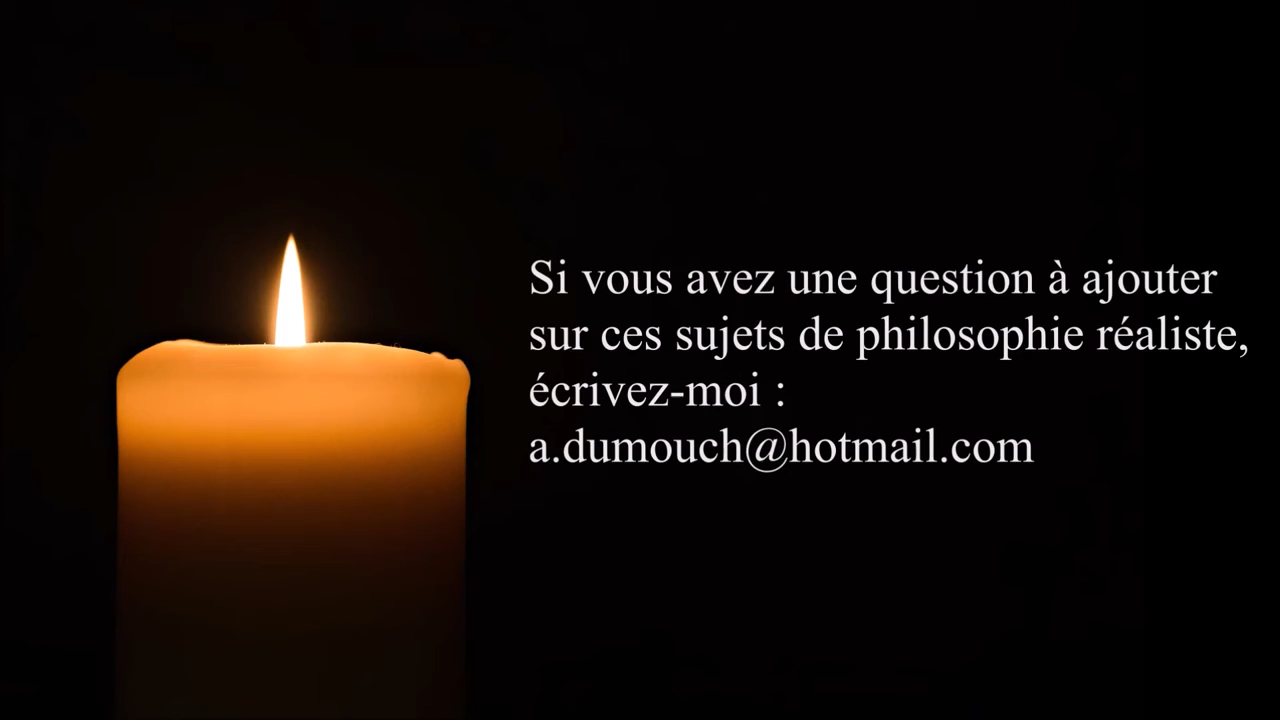 Si vous avez une question à ajouter
sur ces sujets de philosophie réaliste,
écrivez-moi :
a.dumouch@hotmail.com